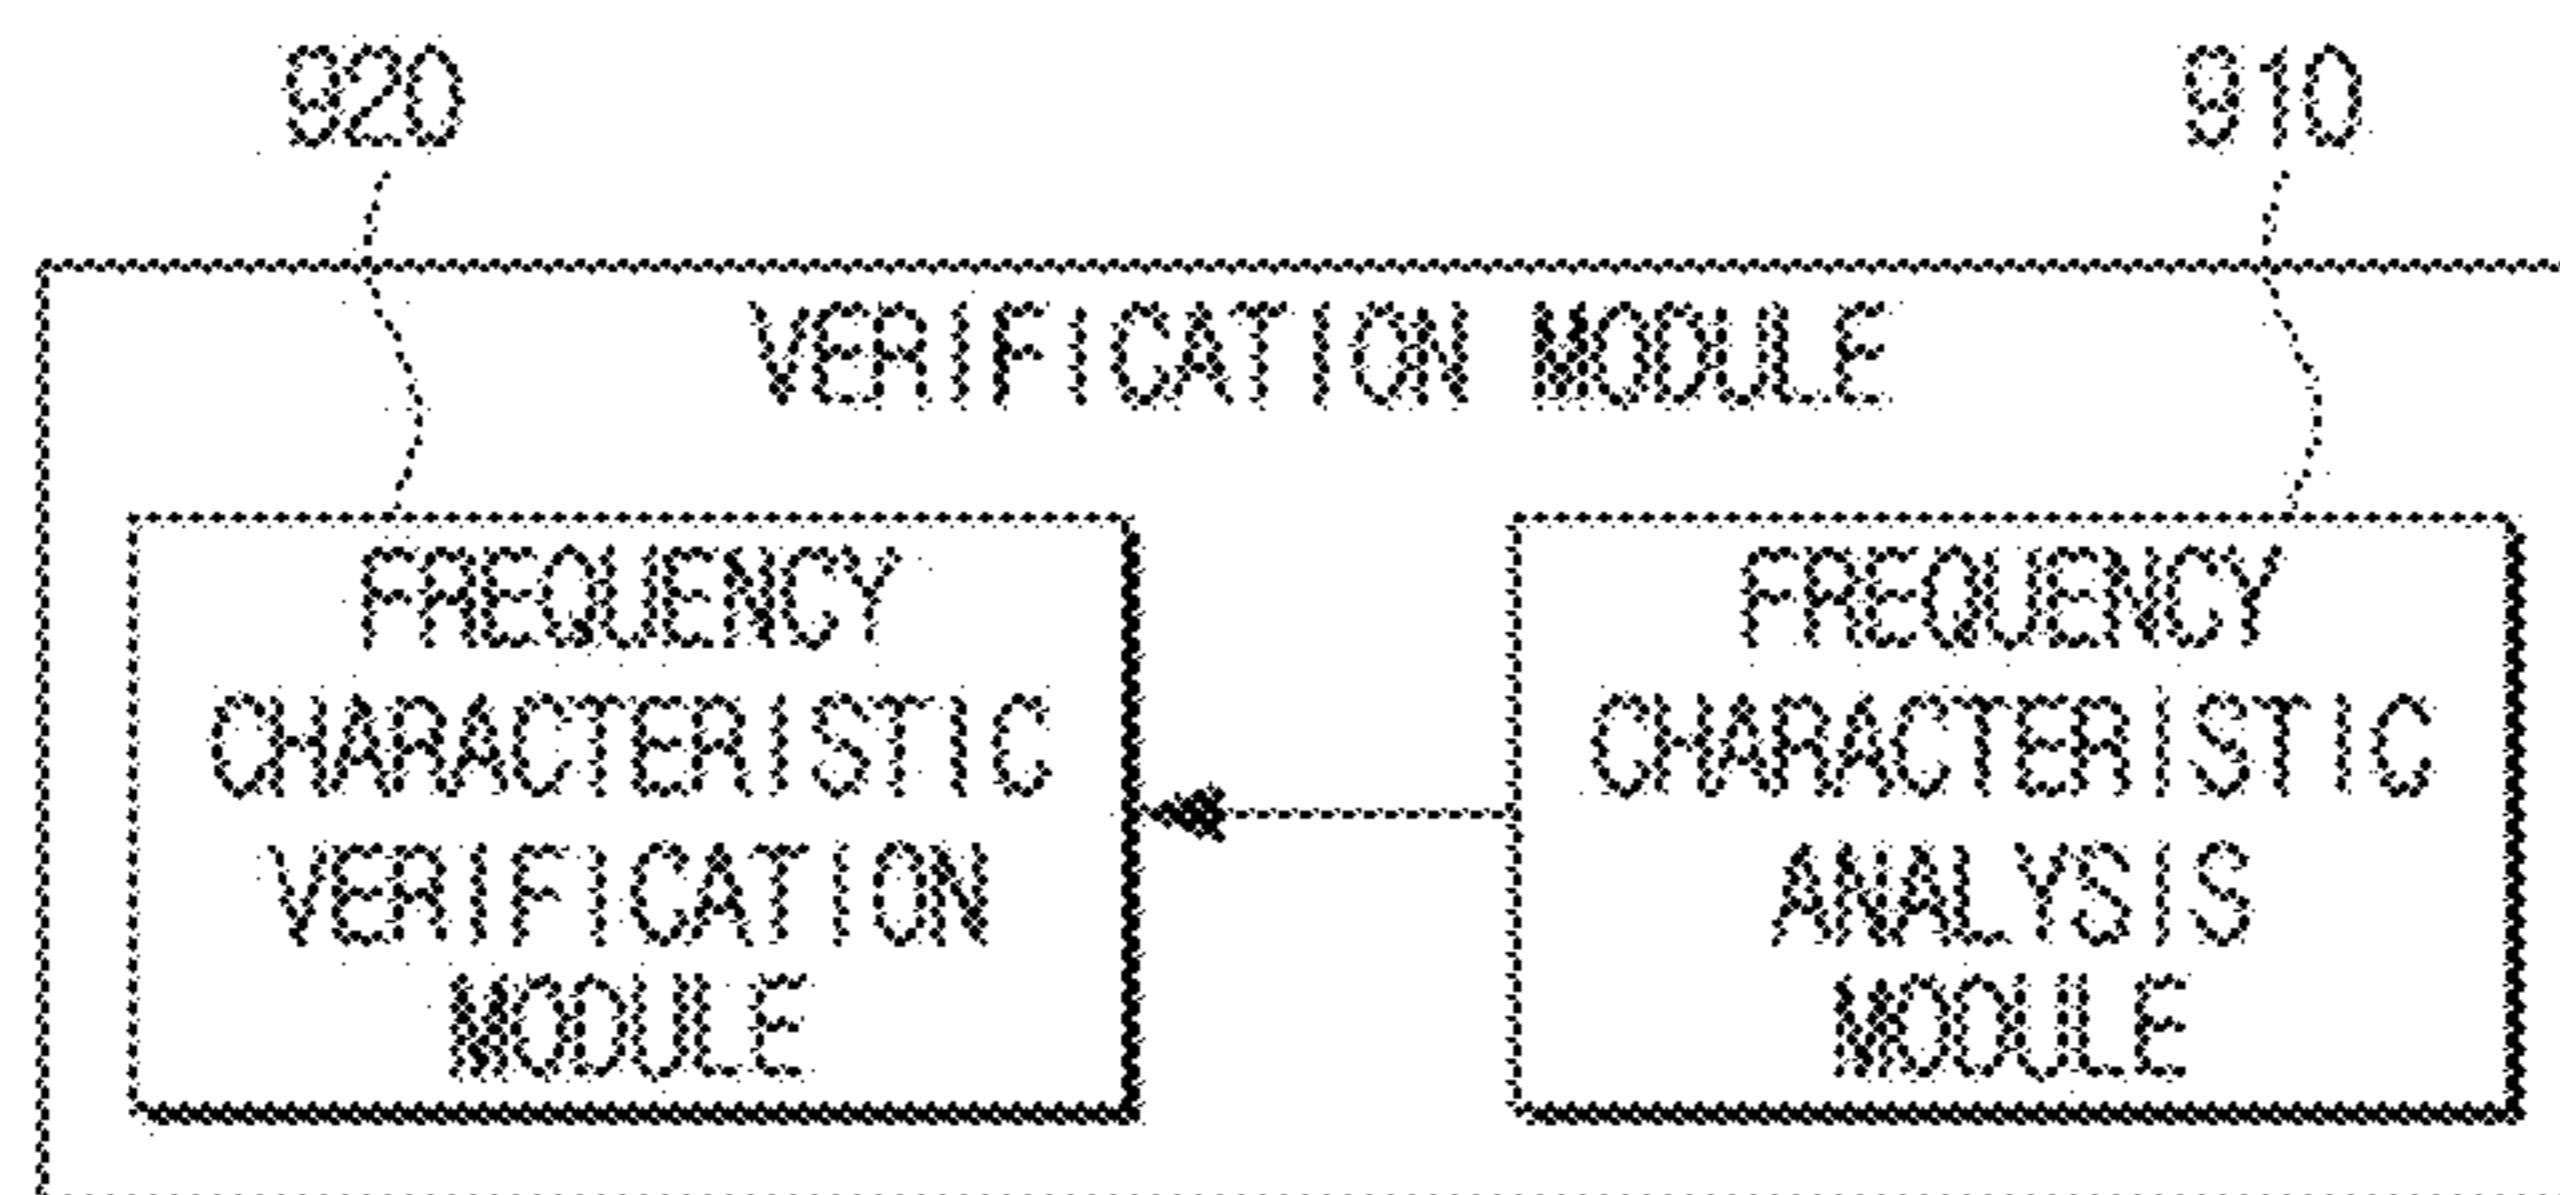 920
910
VERIFICATION MODULE
FREQUENCY
CHARACTERISTIC
VERIFICATION
MODULE
FREQUENCY
CHARACTERISTIC
ANALYSIS
MODULE